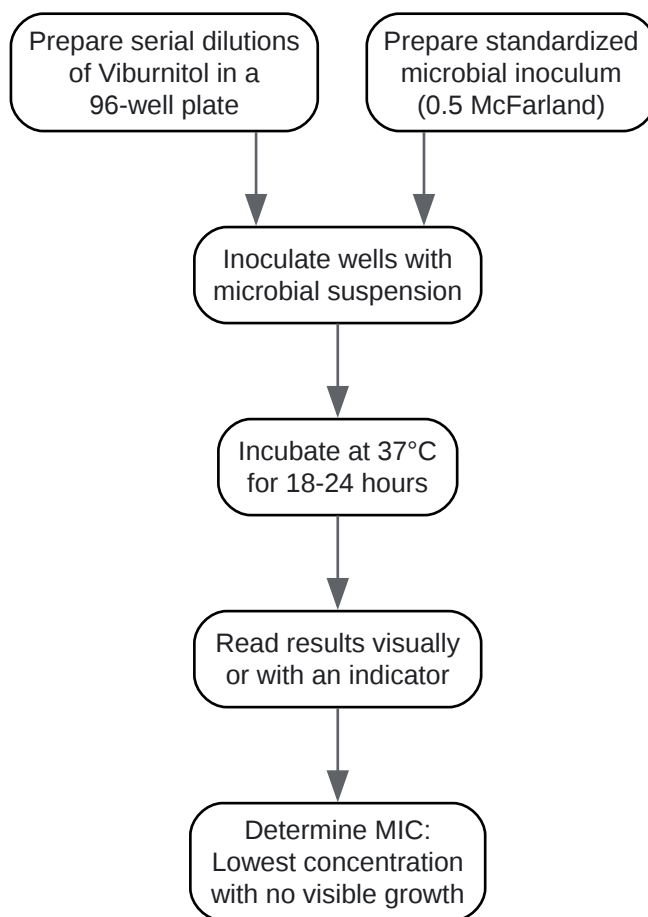 Prepare serial dilutions
of Viburnitol in a
96-well plate
Prepare standardized
microbial inoculum
(0.5 McFarland)
Inoculate wells with
microbial suspension
Incubate at 37°C
for 18-24 hours
Read results visually
or with an indicator
Determine MIC:
Lowest concentration
with no visible growth